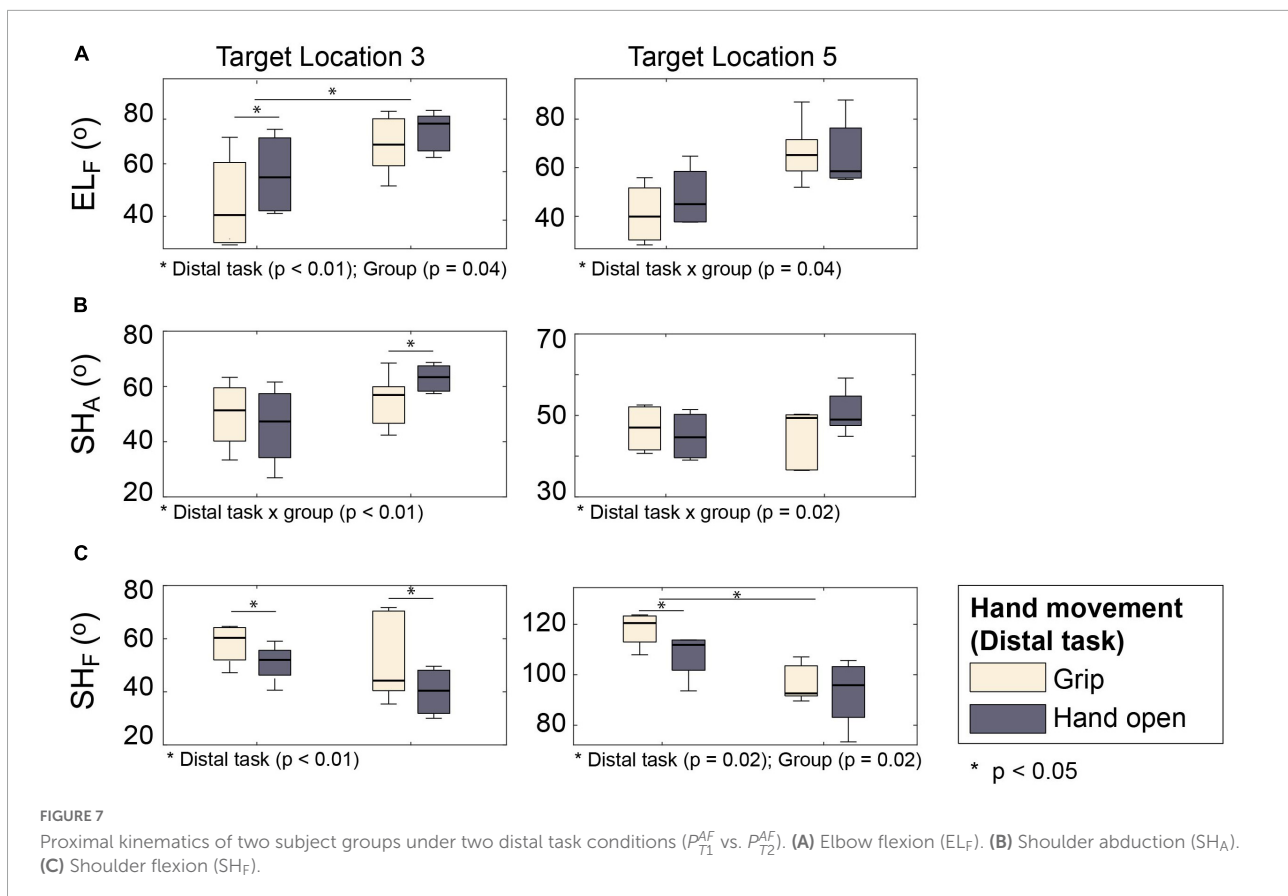 A
Target Location 3
Target Location 5
EL_F (º)
80
60
40
80
60
40
*
*
* Distal task (p < 0.01); Group (p = 0.04)
* Distal task x group (p = 0.04)
B
SH_A (º)
80
60
40
20
70
50
30
*
* Distal task x group (p < 0.01)
* Distal task x group (p = 0.02)
C
SH_F (º)
80
60
40
20
120
100
80
*
*
*
*
* Distal task (p < 0.01)
* Distal task (p = 0.02); Group (p = 0.02)
Hand movement
(Distal task)
Grip
Hand open
* p < 0.05
FIGURE 7
Proximal kinematics of two subject groups under two distal task conditions (P^{AF}_{T1} vs. P^{AF}_{T2}). (A) Elbow flexion (EL_F). (B) Shoulder abduction (SH_A).
(C) Shoulder flexion (SH_F).